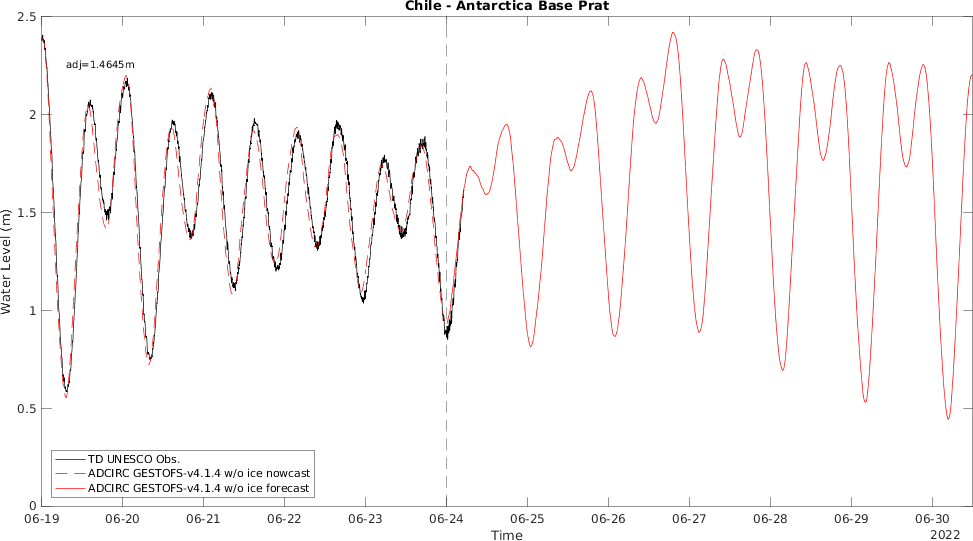 Chile - Antarctica Base Prat
2.5
adj=1.4645m
2
1.5
Water Level (m)
1
0.5
TD UNESCO Obs.
ADCIRC GESTOFS-v4.1.4 w/o ice nowcast
ADCIRC GESTOFS-v4.1.4 w/o ice forecast
0
06-19 06-20 06-21 06-22 06-23 06-24 06-25 06-26 06-27 06-28 06-29 06-30
Time
2022